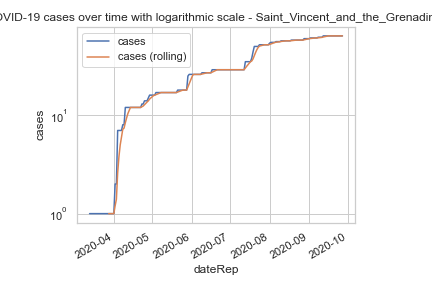 OVID-19 cases over time with logarithmic scale - Saint_Vincent_and_the_Grenadin
cases
cases (rolling)
10¹
10⁰
cases
2020-04
2020-05
2020-06
2020-07
2020-08
2020-09
2020-10
dateRep